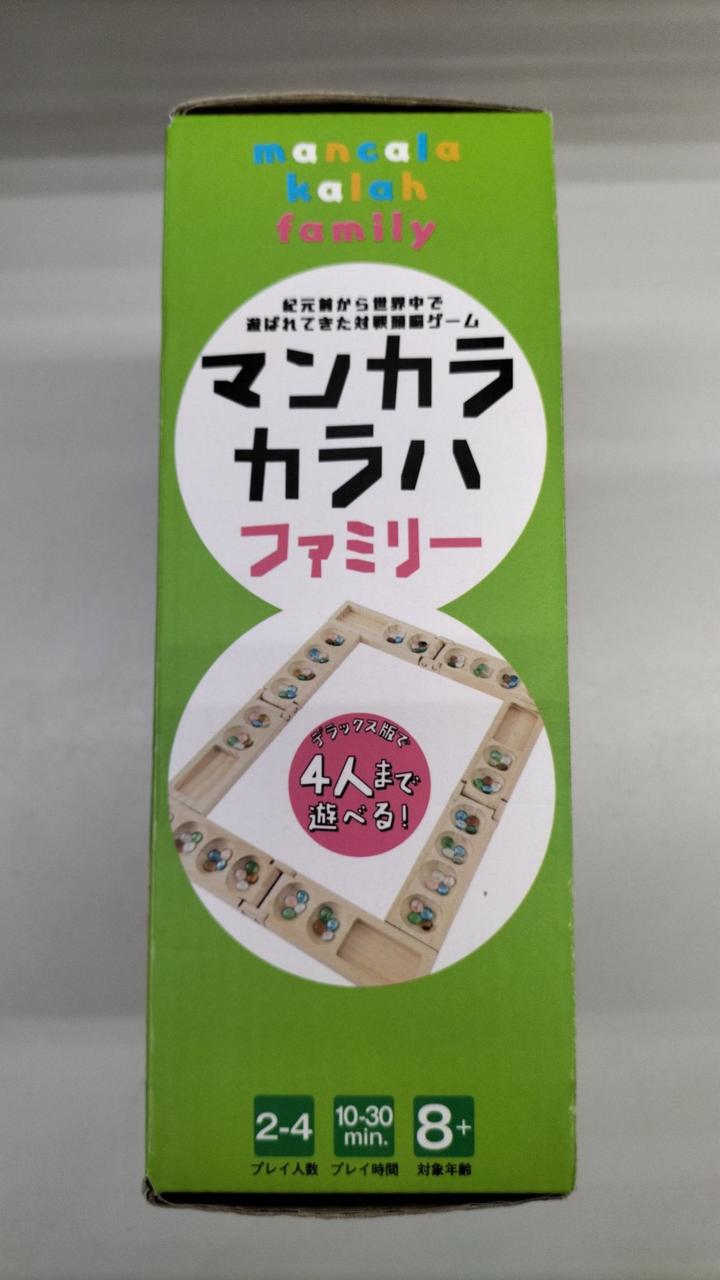 mancala
kalah
family
紀元前から世界中で
遊ばれてきた対戦頭脳ゲーム
マンカラ
カラハ
ファミリー
デラックス版で
4人まで
遊べる!
2-4
プレイ人数
10-30
min.
プレイ時間
8+
対象年齢